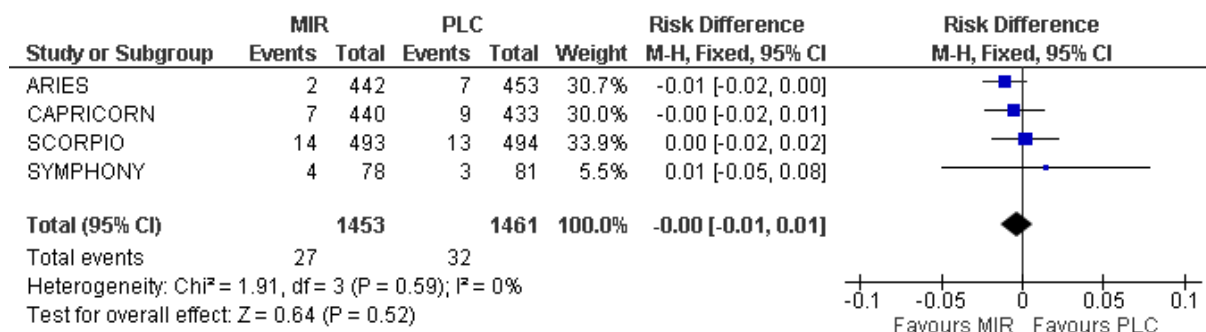 MIR PLC Risk Difference Risk Difference
Study or Subgroup Events Total Events Total Weight M-H, Fixed, 95% CI M-H, Fixed, 95% CI
ARIES 2 442 7 453 30.7% -0.01 [-0.02, 0.00]
CAPRICORN 7 440 9 433 30.0% -0.00 [-0.02, 0.01]
SCORPIO 14 493 13 494 33.9% 0.00 [-0.02, 0.02]
SYMPHONY 4 78 3 81 5.5% 0.01 [-0.05, 0.08]
Total (95% CI) 1453 1461 100.0% -0.00 [-0.01, 0.01]
Total events 27 32
Heterogeneity: Chi² = 1.91, df = 3 (P = 0.59); I² = 0%
Test for overall effect: Z = 0.64 (P = 0.52)
-0.1 -0.05 0 0.05 0.1
Favours MIR Favours PLC